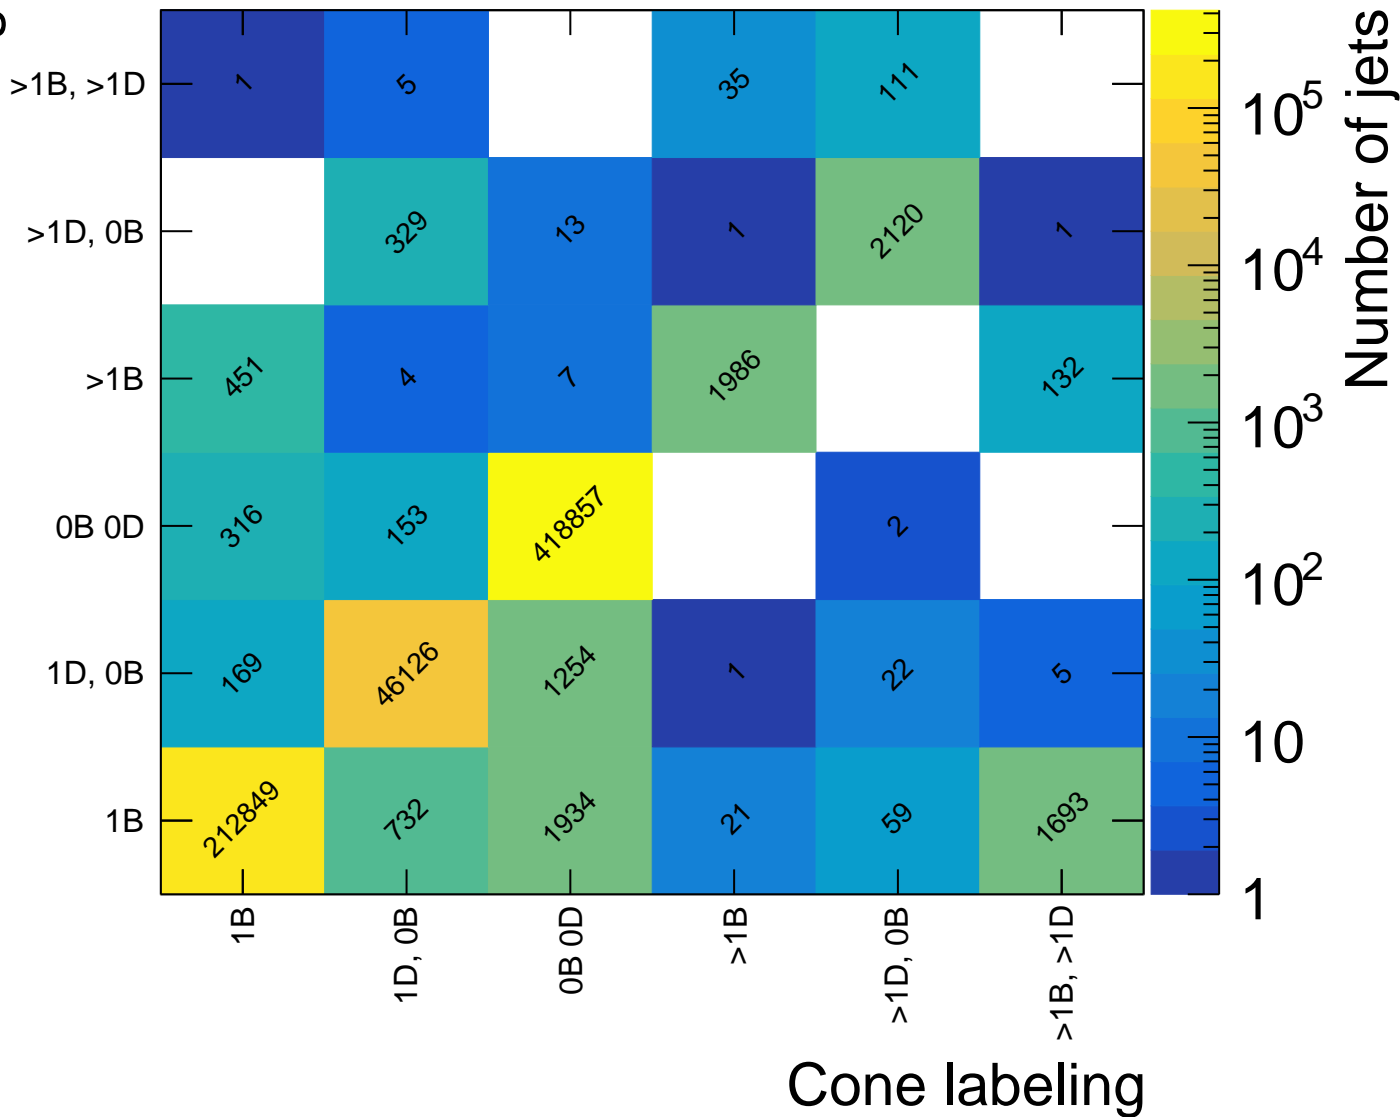 >1B, >1D 1 5 35 111
>1D, 0B 329 13 1 2120 1
>1B 451 4 7 1986 132
0B 0D 316 153 418857 2
1D, 0B 169 46126 1254 1 22 5
1B 212849 732 1934 21 59 1693
1B 1D, 0B 0B 0D >1B >1D, 0B >1B, >1D
Cone labeling
10⁵
10⁴
10³
10²
10
1
Number of jets